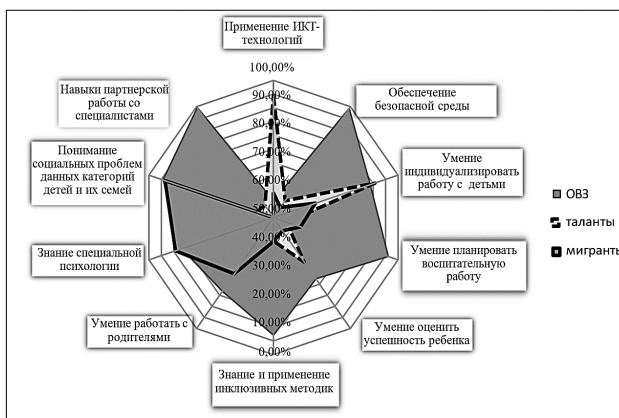 Применение ИКТ-
технологий
100,00%
90,00%
80,00%
70,00%
60,00%
50,00%
40,00%
30,00%
20,00%
10,00%
0,00%
Обеспечение
безопасной среды
Умение
индивидуализировать
работу с детьми
Умение планировать
воспитательную
работу
Умение оценить
успешность ребенка
Знание и применение
инклюзивных методик
Умение работать с
родителями
Знание специальной
психологии
Понимание
социальных проблем
данных категорий
детей и их семей
Навыки партнерской
работы со
специалистами
ОВЗ
таланты
мигранты